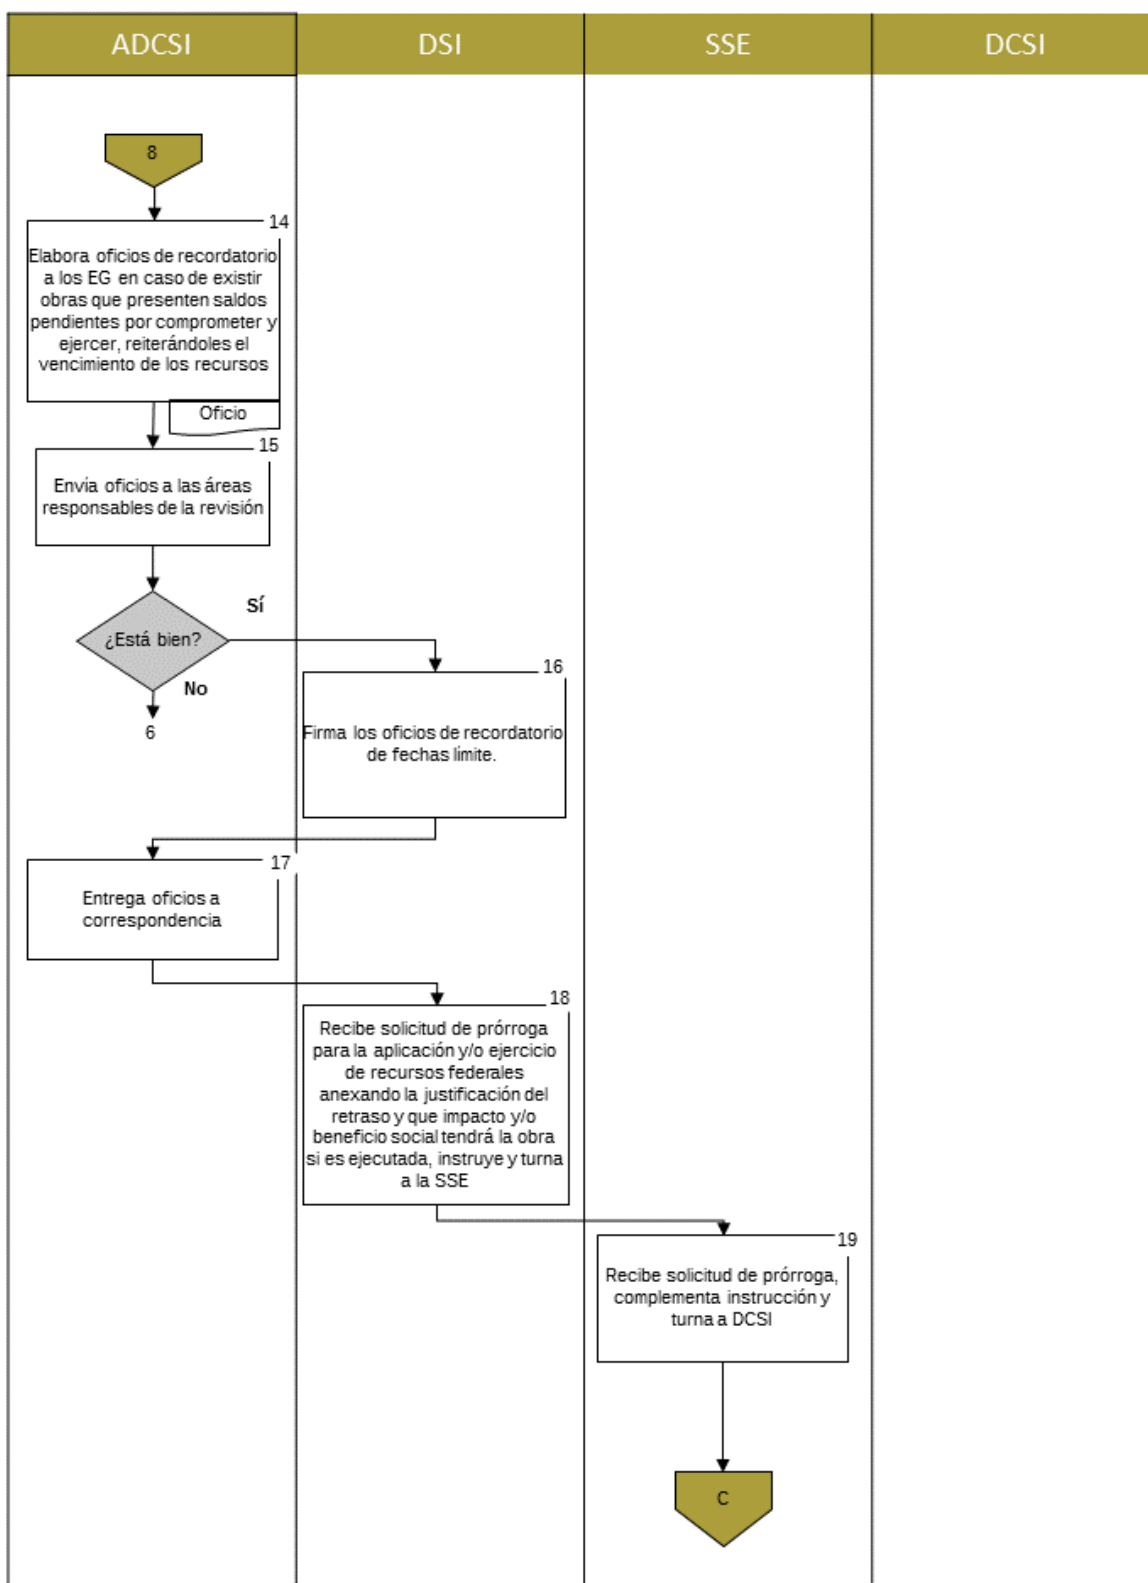 ADCSI
DSI
SSE
DCSI
8
14
Elabora oficios de recordatorio
a los EG en caso de existir
obras que presenten saldos
pendientes por comprometer y
ejercer, reiterándoles el
vencimiento de los recursos
Oficio
15
Envía oficios a las áreas
responsables de la revisión
Sí
¿Está bien?
No
6
16
Firma los oficios de recordatorio
de fechas límite.
17
Entrega oficios a
correspondencia
18
Recibe solicitud de prórroga
para la aplicación y/o ejercicio
de recursos federales
anexando la justificación del
retraso y que impacto y/o
beneficio social tendrá la obra
si es ejecutada, instruye y turna
a la SSE
19
Recibe solicitud de prórroga,
complementa instrucción y
turna a DCSI
C